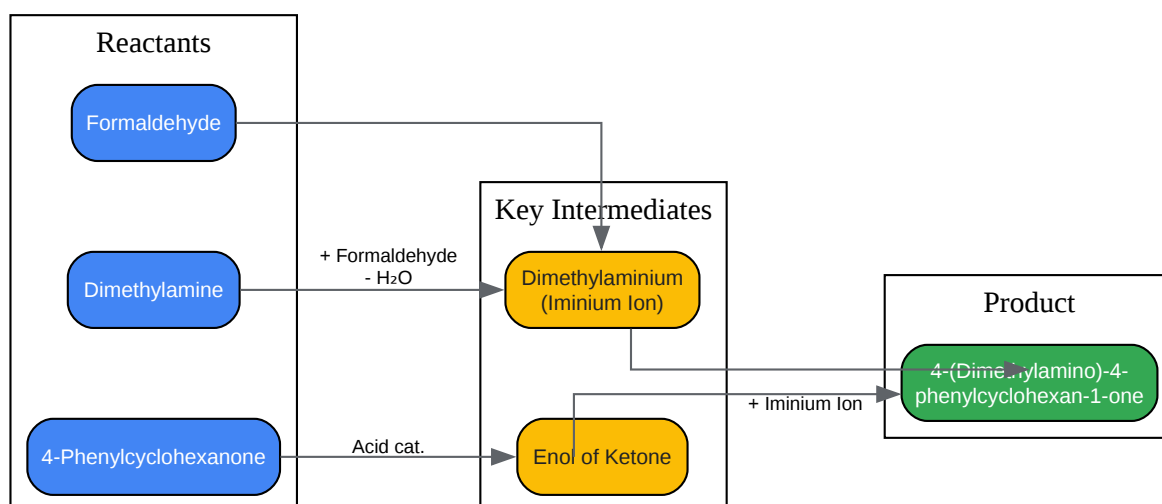 Reactants
Formaldehyde
Dimethylamine
4-Phenylcyclohexanone
+ Formaldehyde
- H₂O
Acid cat.
Key Intermediates
Dimethylaminium
(Iminium Ion)
Enol of Ketone
+ Iminium Ion
Product
4-(Dimethylamino)-4-
phenylcyclohexan-1-one